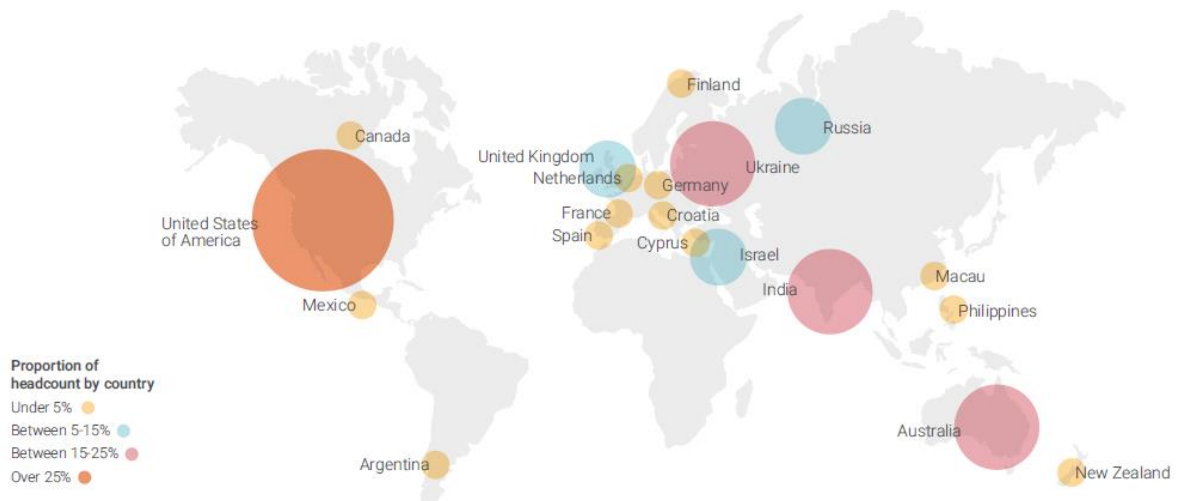 Finland
Russia
Canada
United Kingdom
Ukraine
Netherlands
Germany
France
Croatia
United States
of America
Spain
Cyprus
Israel
India
Macau
Mexico
Philippines
Proportion of
headcount by country
Under 5%
Between 5-15%
Between 15-25%
Over 25%
Australia
Argentina
New Zealand